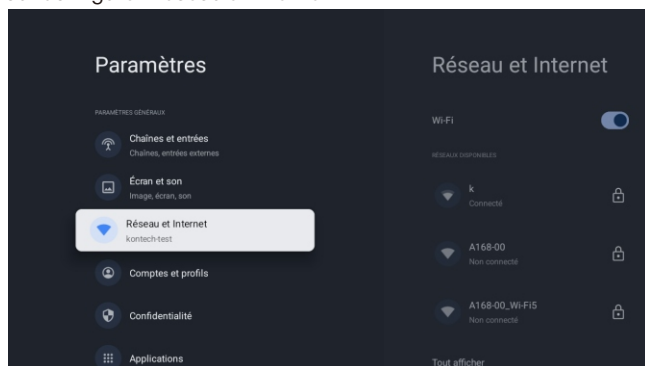 Paramètres
PARAMÈTRES GÉNÉRAUX
Chaînes et entrées
Chaînes, entrées externes
Écran et son
Image, écran, son
Réseau et Internet
kontech-test
Comptes et profils
Confidentialité
Applications
Réseau et Internet
Wi-Fi
RÉSEAUX DISPONIBLES
k
Connecté
A168-00
Non connecté
A168-00_Wi-Fi5
Non connecté
Tout afficher